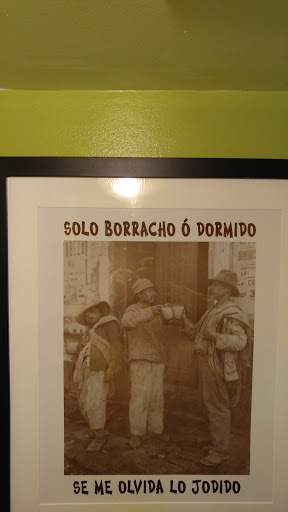 SOLO BORRACHO Ó DORMIDO
SE ME OLVIDA LO JODIDO